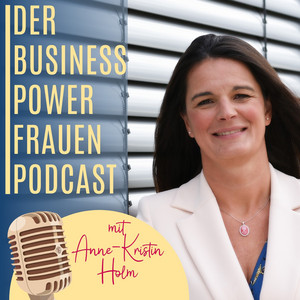 DER
BUSINESS
POWER
FRAUEN
PODCAST
mit
Anne-Kristin
Holm